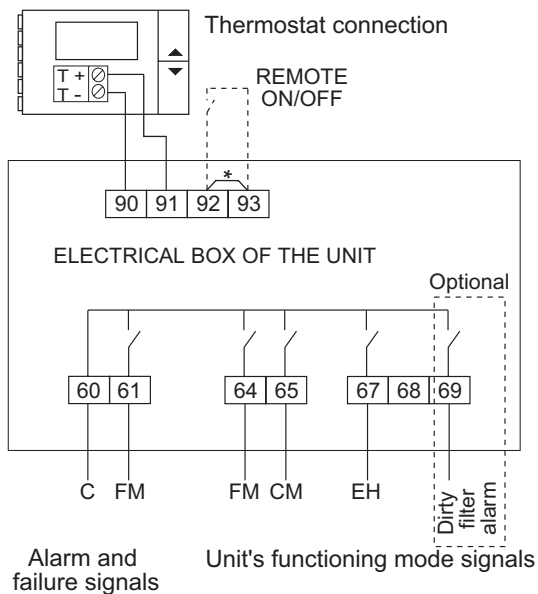 Thermostat connection
T +
T -
REMOTE
ON/OFF
*
90 91 92 93
ELECTRICAL BOX OF THE UNIT
Optional
60 61 64 65 67 68 69
C FM FM CM EH
Dirty
filter
alarm
Alarm and
failure signals
Unit's functioning mode signals